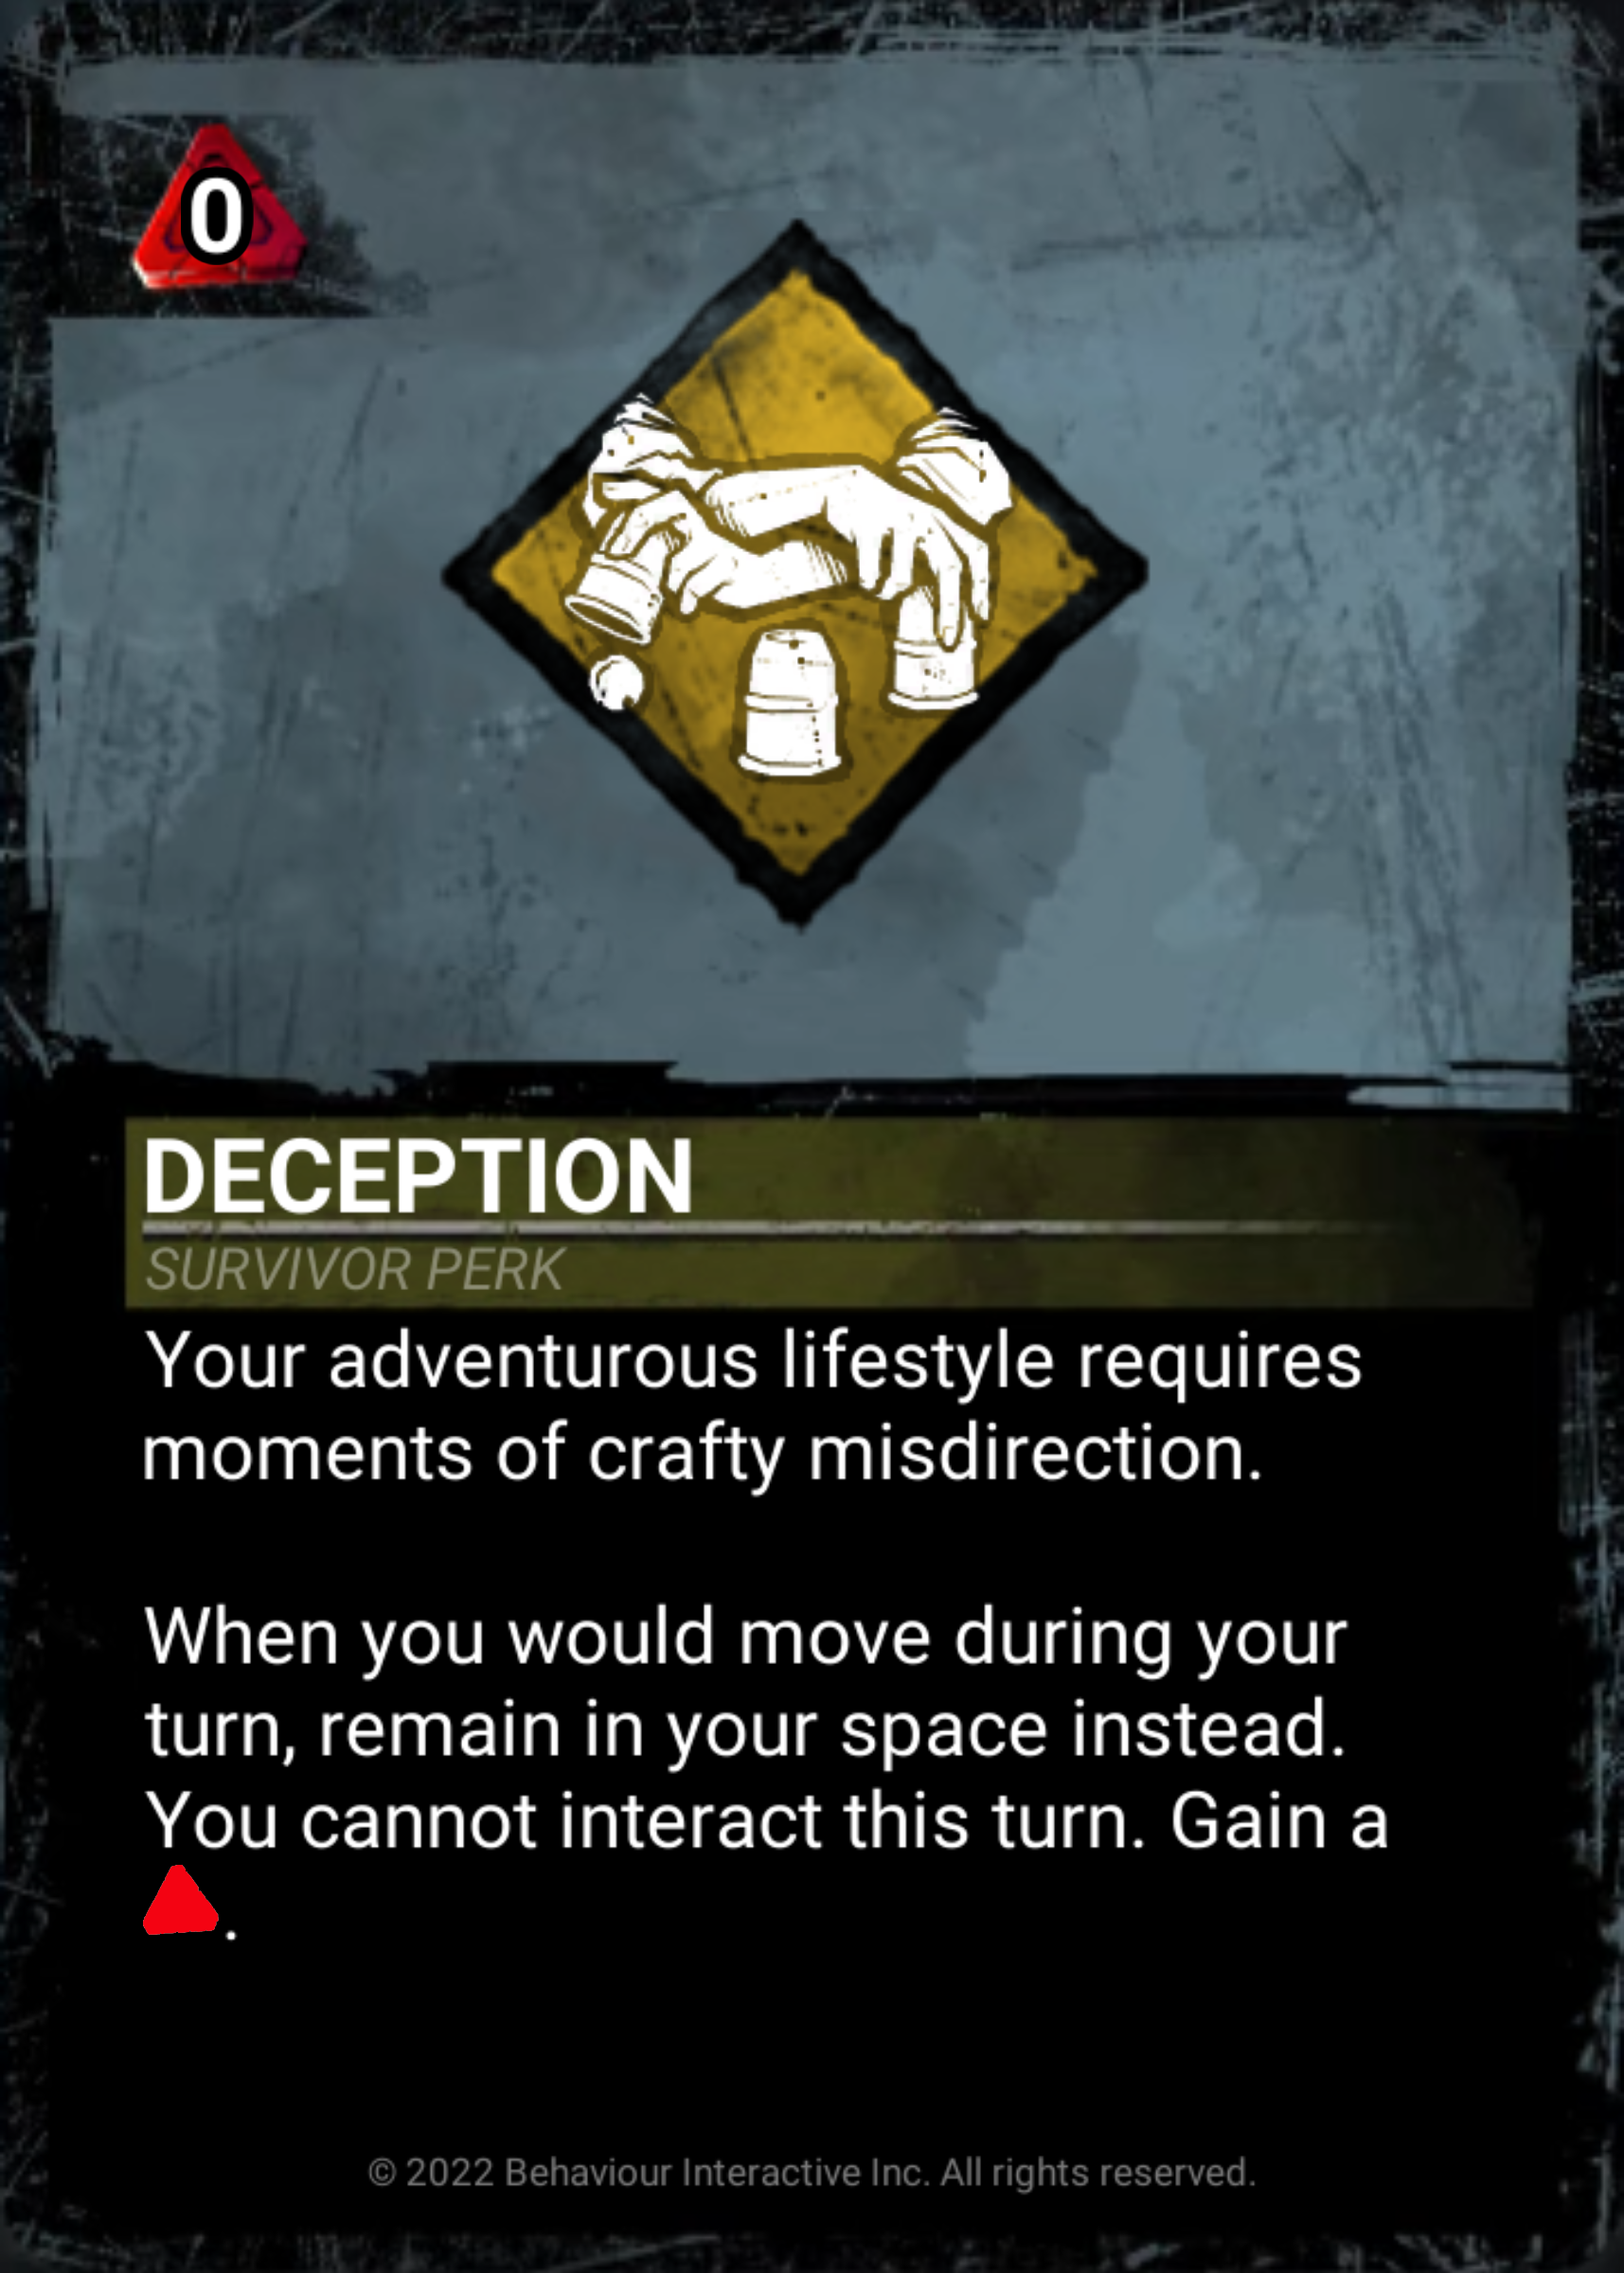 0
DECEPTION
SURVIVOR PERK
Your adventurous lifestyle requires
moments of crafty misdirection.
When you would move during your
turn, remain in your space instead.
You cannot interact this turn. Gain a
.
© 2022 Behaviour Interactive Inc. All rights reserved.